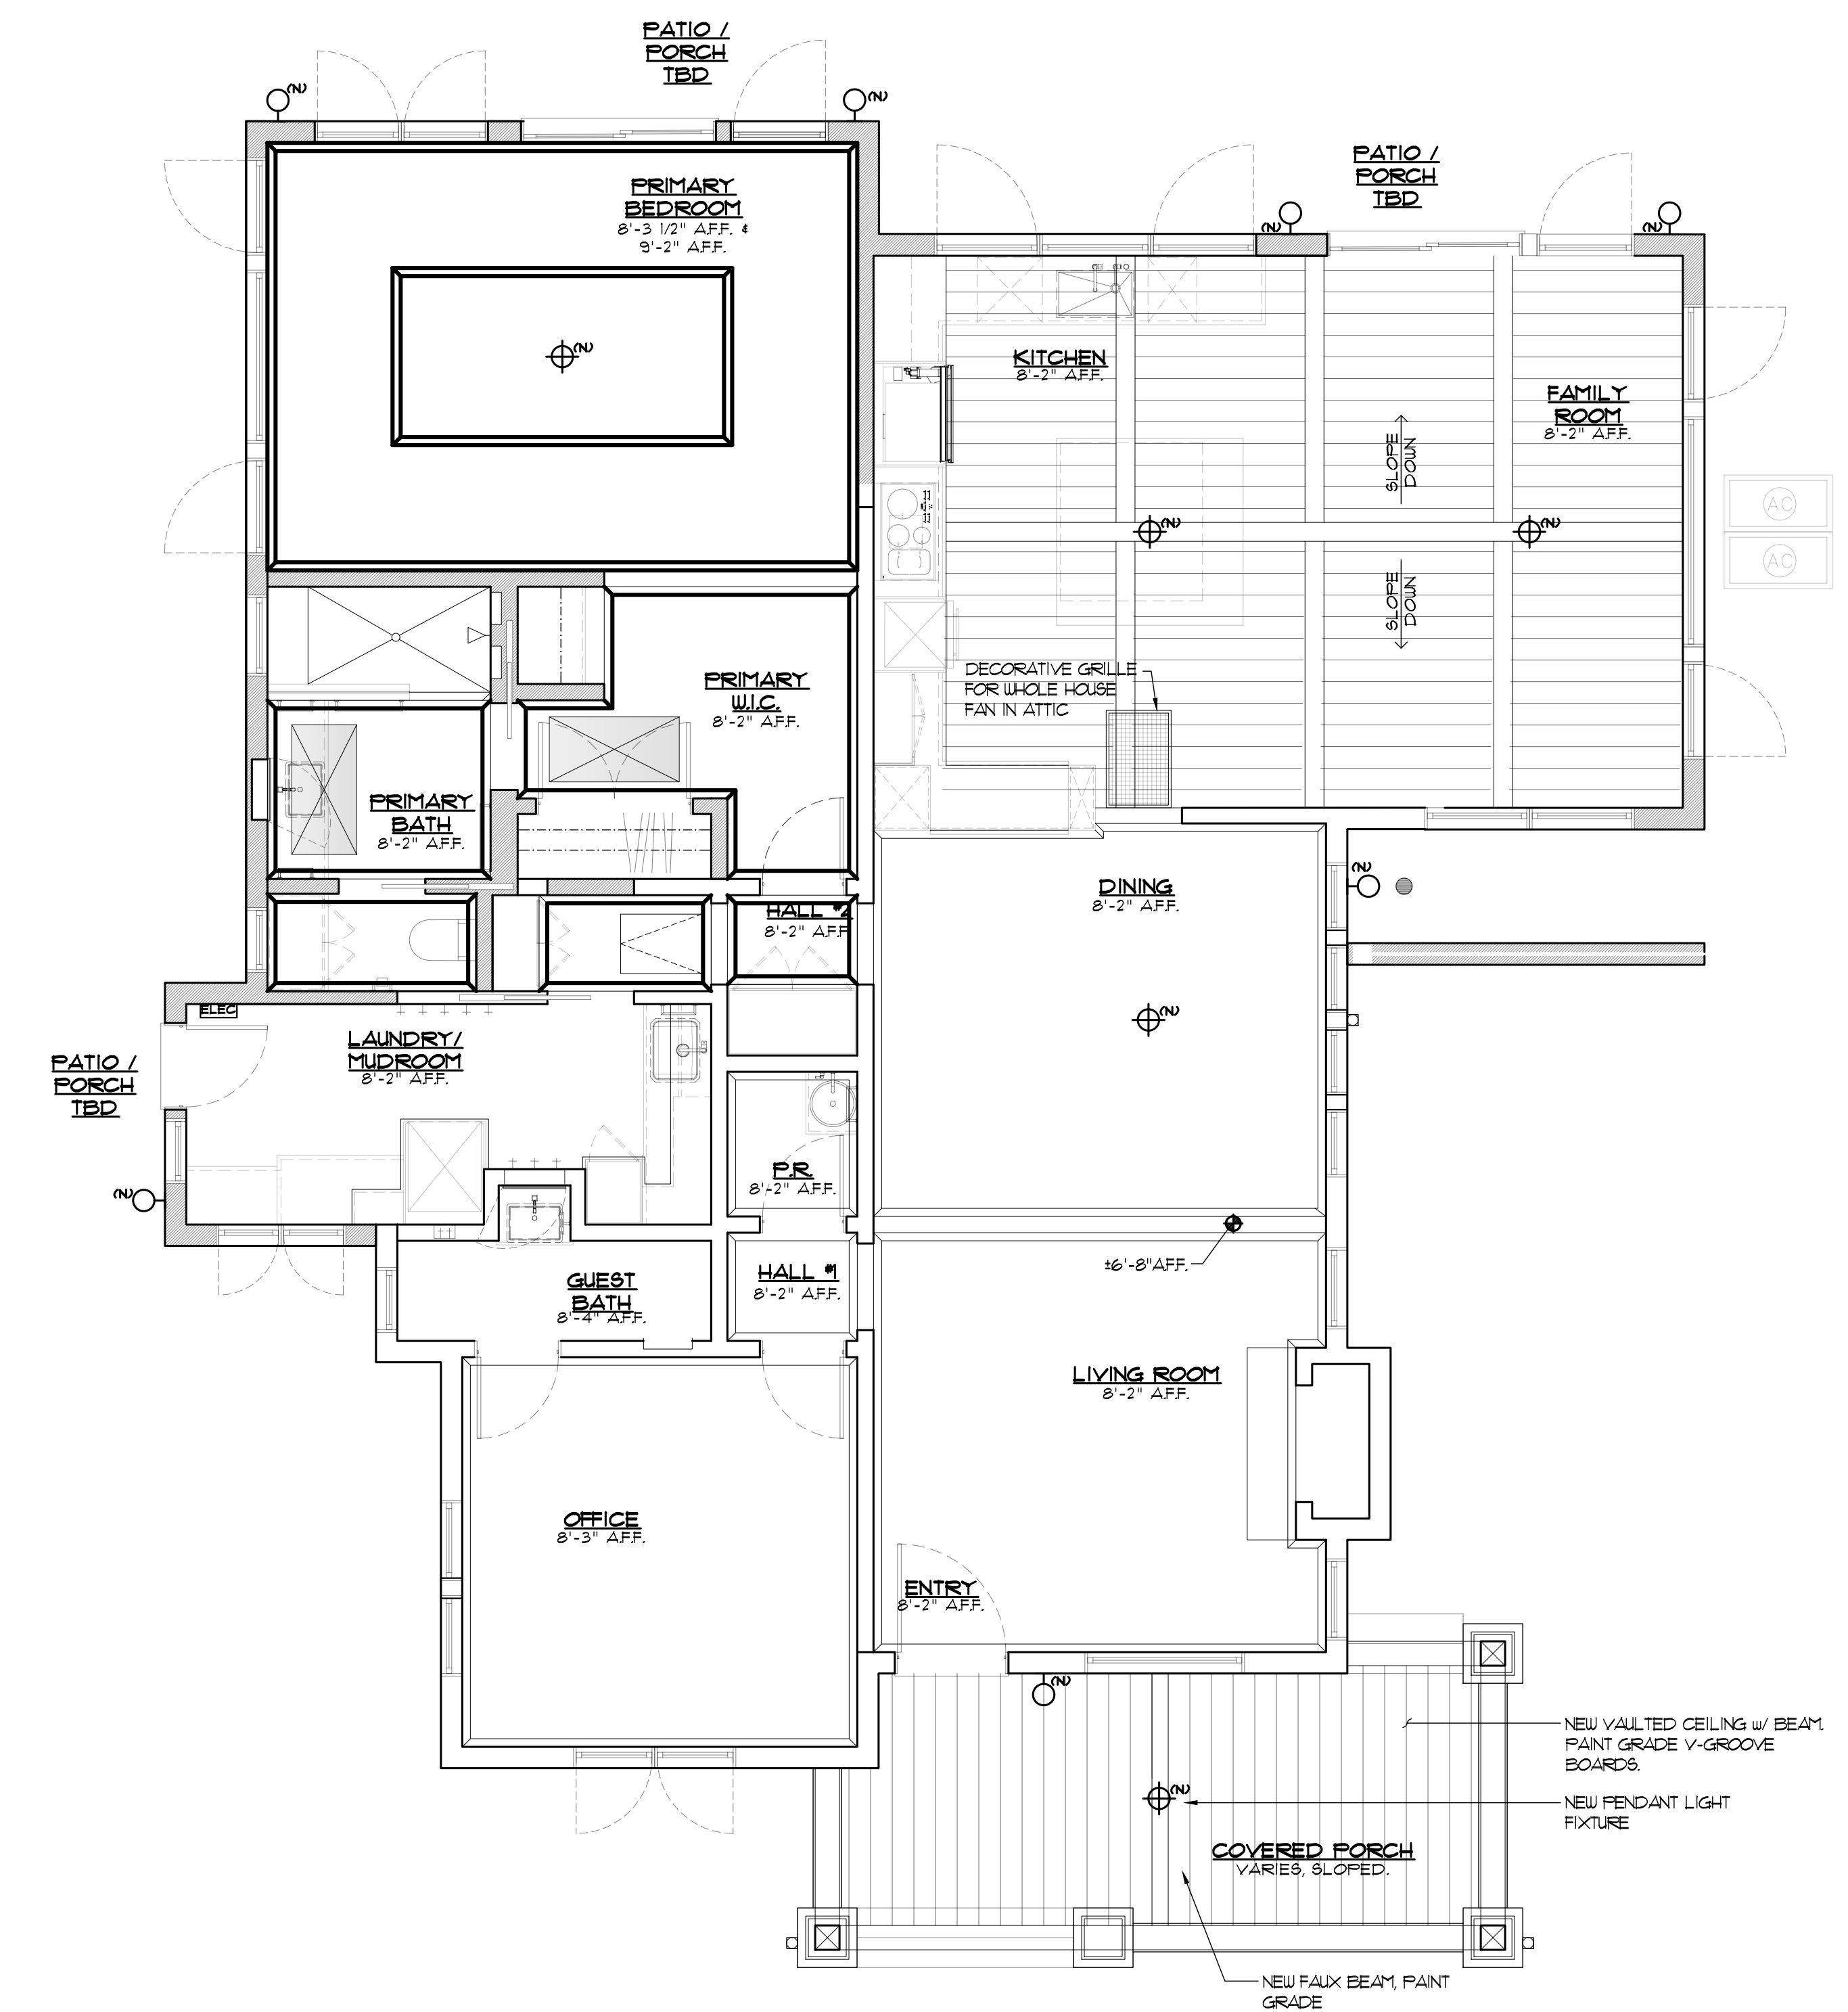 PATIO /
PORCH
TBD
(N)
(N)
PRIMARY
BEDROOM
8'-3 1/2" A.F.F. &
9'-2" A.F.F.
(N)
PATIO /
PORCH
TBD
(N)
(N)
KITCHEN
8'-2" A.F.F.
FAMILY
ROOM
8'-2" A.F.F.
SLOPE
DOWN
(N)
(N)
SLOPE
DOWN
AC
AC
DECORATIVE GRILLE
FOR WHOLE HOUSE
FAN IN ATTIC
PRIMARY
W.I.C.
8'-2" A.F.F.
PRIMARY
BATH
8'-2" A.F.F.
HALL #2
8'-2" A.F.F.
DINING
8'-2" A.F.F.
(N)
(N)
ELEC
LAUNDRY/
MUDROOM
8'-2" A.F.F.
PATIO /
PORCH
TBD
(N)
P.R.
8'-2" A.F.F.
±6'-8"A.F.F.
HALL #1
8'-2" A.F.F.
GUEST
BATH
8'-4" A.F.F.
LIVING ROOM
8'-2" A.F.F.
OFFICE
8'-3" A.F.F.
ENTRY
8'-2" A.F.F.
(N)
NEW VAULTED CEILING w/ BEAM.
PAINT GRADE V-GROOVE
BOARDS.
(N)
NEW PENDANT LIGHT
FIXTURE
COVERED PORCH
VARIES, SLOPED.
NEW FAUX BEAM, PAINT
GRADE